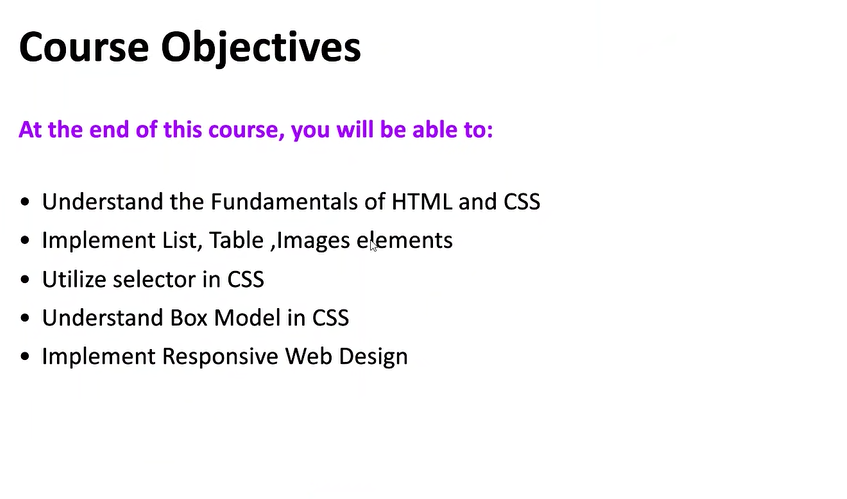 Course Objectives
At the end of this course, you will be able to:
• Understand the Fundamentals of HTML and CSS
• Implement List, Table ,Images elements
• Utilize selector in CSS
• Understand Box Model in CSS
• Implement Responsive Web Design